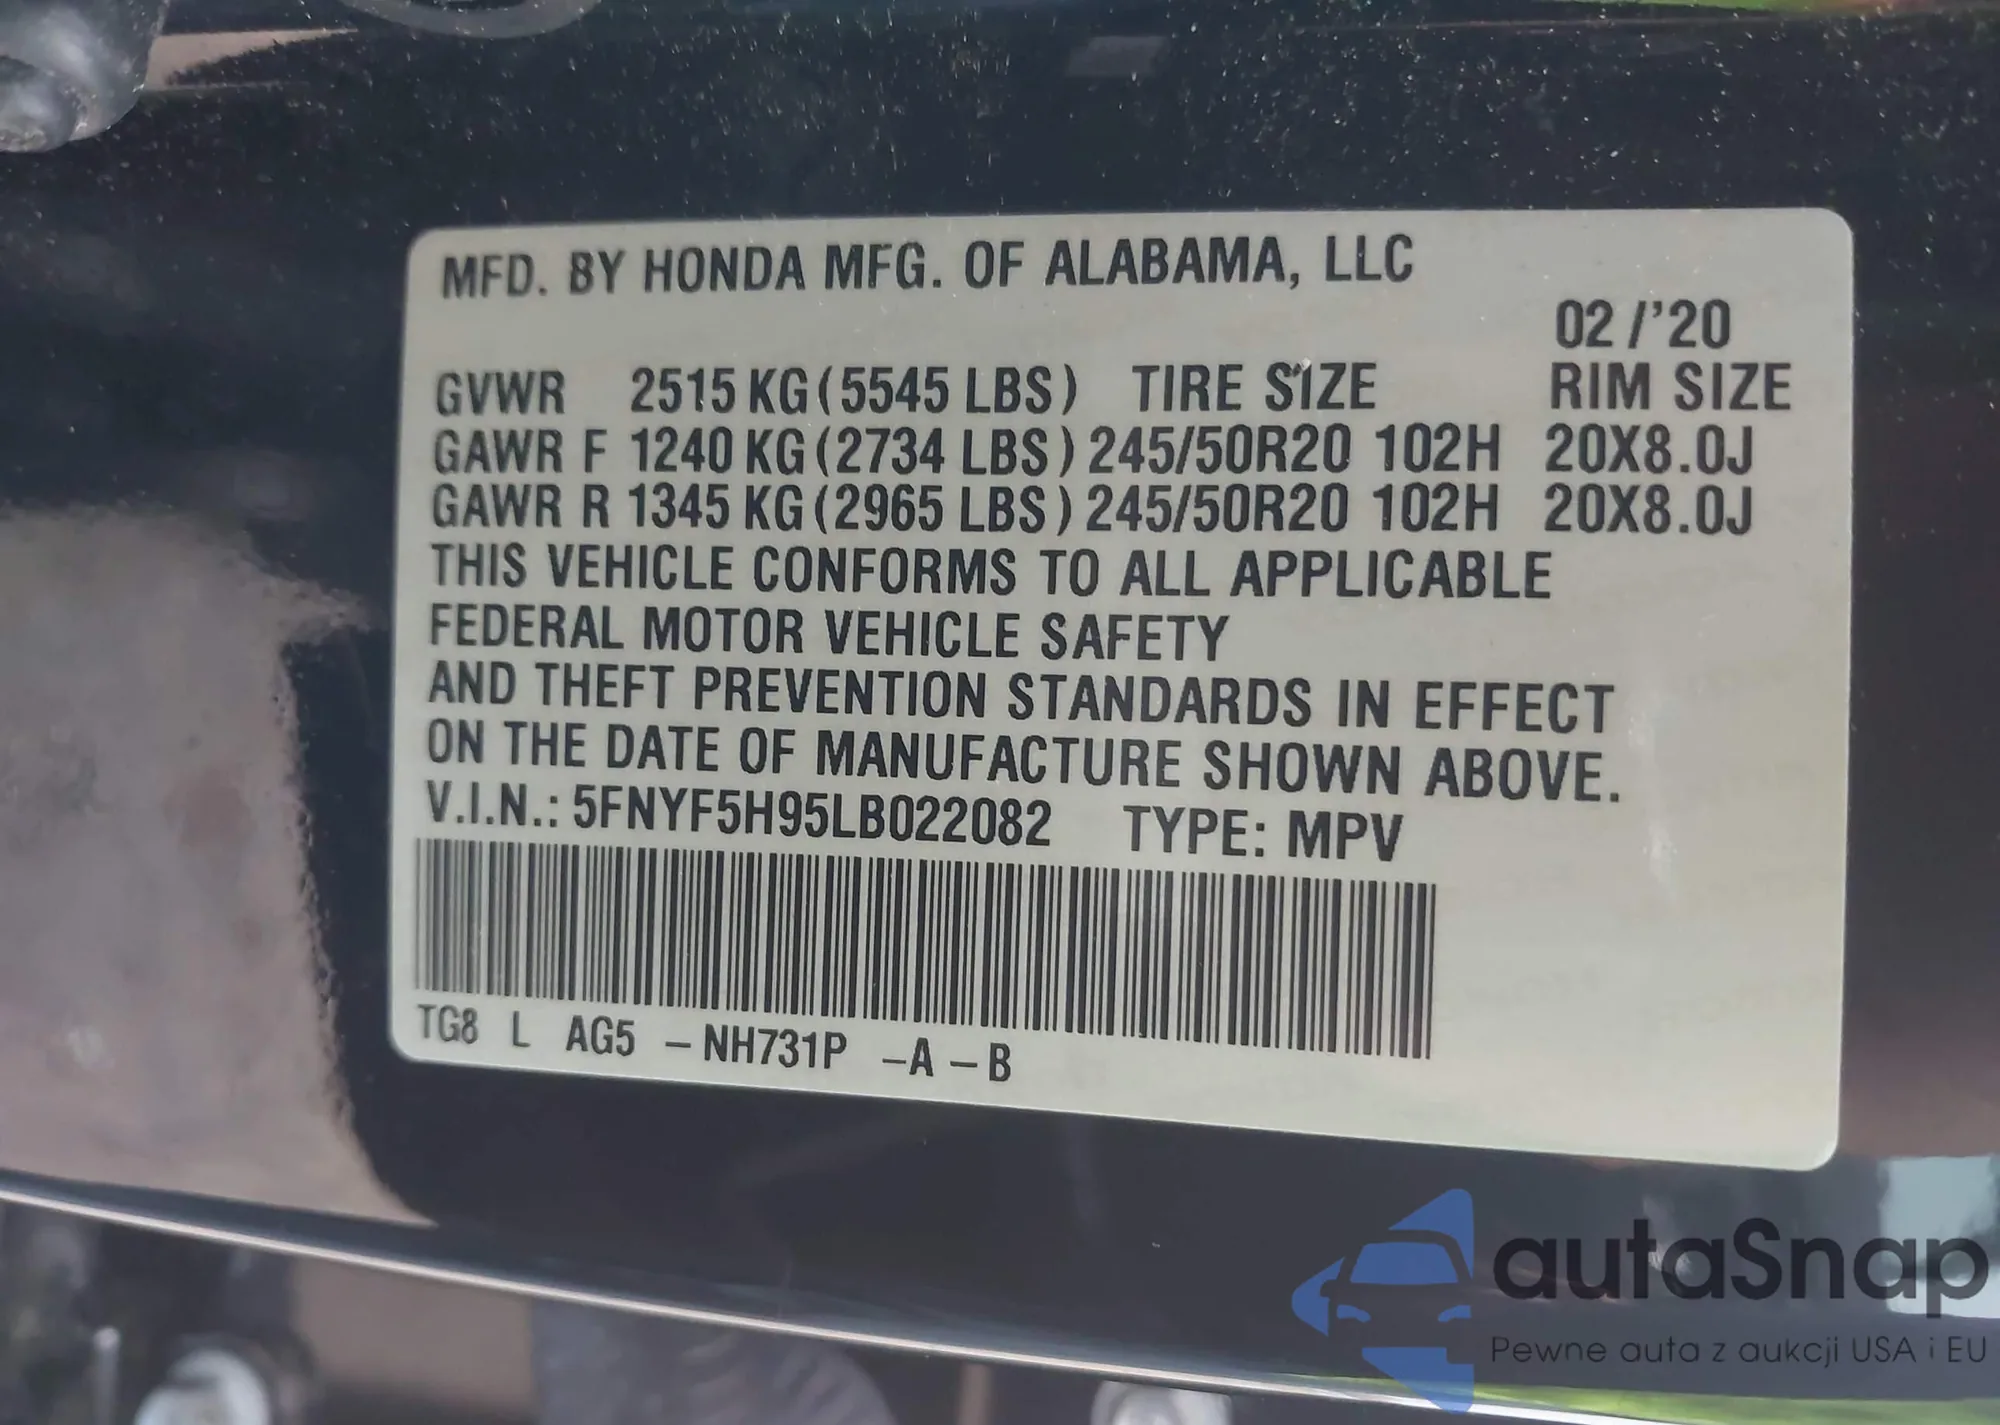 MFD. BY HONDA MFG. OF ALABAMA, LLC
02 /'20
GVWR 2515 KG (5545 LBS) TIRE SIZE RIM SIZE
GAWR F 1240 KG (2734 LBS) 245/50R20 102H 20X8.0J
GAWR R 1345 KG (2965 LBS) 245/50R20 102H 20X8.0J
THIS VEHICLE CONFORMS TO ALL APPLICABLE
FEDERAL MOTOR VEHICLE SAFETY
AND THEFT PREVENTION STANDARDS IN EFFECT
ON THE DATE OF MANUFACTURE SHOWN ABOVE.
V.I.N.: 5FNYF5H95LB022082 TYPE: MPV
TG8 L AG5 - NH731P - A - B
autaSnap
Pewne auta z aukcji USA i EU